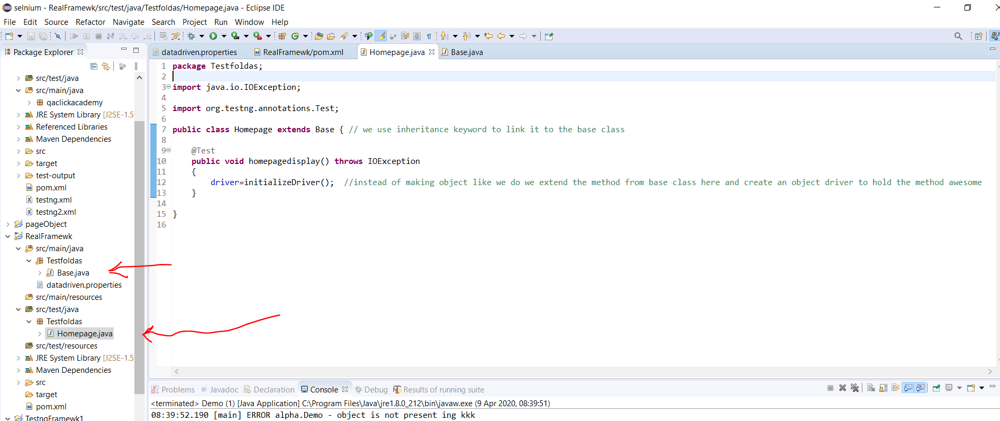 selnium - RealFramewk/src/test/java/Testfoldas/Homepage.java - Eclipse IDE
File Edit Source Refactor Navigate Search Project Run Window Help
Package Explorer
datadriven.properties RealFramewk/pom.xml Homepage.java Base.java
src/test/java
src/main/java
qaclickacademy
JRE System Library [J2SE-1.5
Referenced Libraries
Maven Dependencies
src
target
test-output
pom.xml
testng.xml
testng2.xml
pageObject
RealFramewk
src/main/java
Testfoldas
Base.java
datadriven.properties
src/main/resources
src/test/java
Testfoldas
Homepage.java
src/test/resources
JRE System Library [J2SE-1.5
Maven Dependencies
src
target
pom.xml
TestngFramewk1
1 package Testfoldas;
2
3 import java.io.IOException;
4
5 import org.testng.annotations.Test;
6
7 public class Homepage extends Base { // we use inheritance keyword to link it to the base class
8
9 @Test
10 public void homepagedisplay() throws IOException
11 {
12 driver=initializeDriver(); //instead of making object like we do we extend the method from base class here and create an object driver to hold the method awesome
13 }
14
15 }
16
Problems Javadoc Declaration Console Debug Results of running suite
<terminated> Demo (1) [Java Application] C:\Program Files\Java\jre1.8.0_212\bin\javaw.exe (9 Apr 2020, 08:39:51)
08:39:52.190 [main] ERROR alpha.Demo - object is not present ing kkk